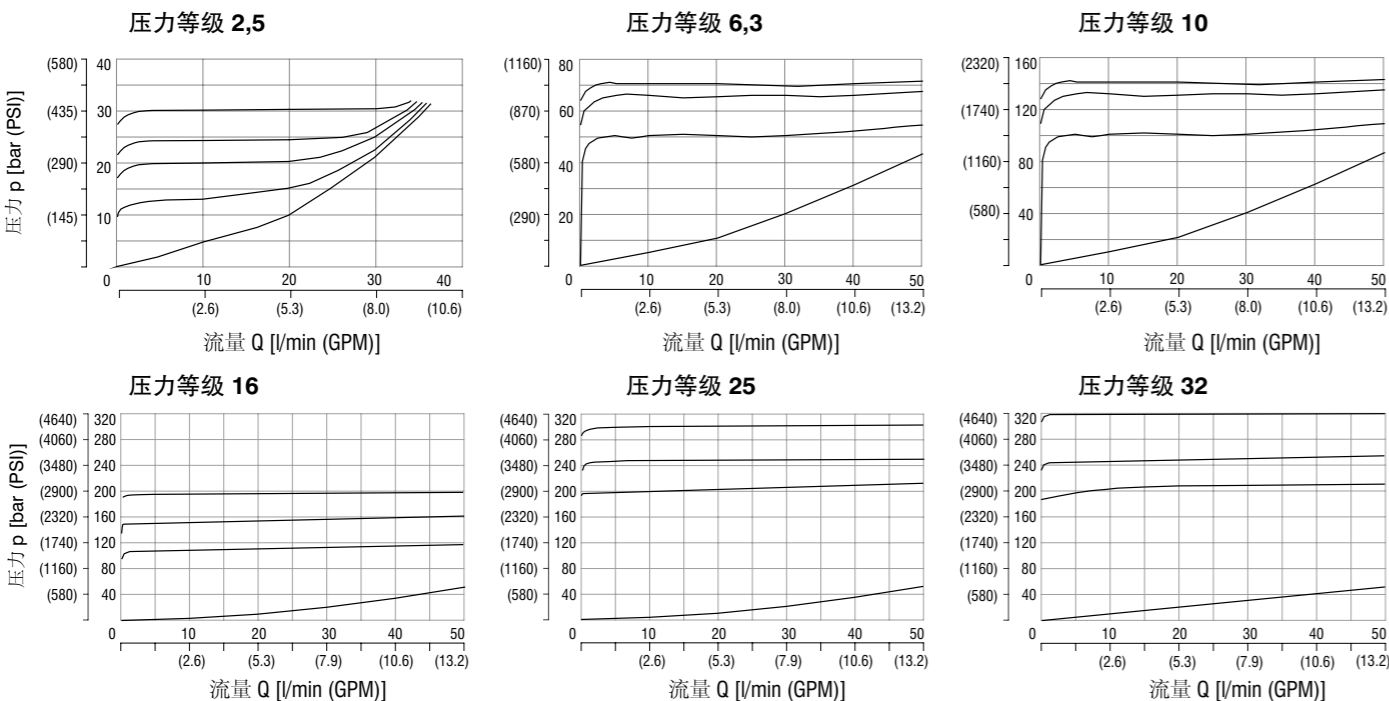 压力等级 2,5
压力 p [bar (PSI)]
(580) 40
(435) 30
(290) 20
(145) 10
0 10 20 30 40
(2.6) (5.3) (8.0) (10.6)
流量 Q [l/min (GPM)]
压力等级 6,3
(1160) 80
(870) 60
(580) 40
(290) 20
0 10 20 30 40 50
(2.6) (5.3) (8.0) (10.6) (13.2)
流量 Q [l/min (GPM)]
压力等级 10
(2320) 160
(1740) 120
(1160) 80
(580) 40
0 10 20 30 40 50
(2.6) (5.3) (8.0) (10.6) (13.2)
流量 Q [l/min (GPM)]
压力等级 16
压力 p [bar (PSI)]
(4640) 320
(4060) 280
(3480) 240
(2900) 200
(2320) 160
(1740) 120
(1160) 80
(580) 40
0 10 20 30 40 50
(2.6) (5.3) (7.9) (10.6) (13.2)
流量 Q [l/min (GPM)]
压力等级 25
(4640) 320
(4060) 280
(3480) 240
(2900) 200
(2320) 160
(1740) 120
(1160) 80
(580) 40
0 10 20 30 40 50
(2.6) (5.3) (7.9) (10.6) (13.2)
流量 Q [l/min (GPM)]
压力等级 32
(4640) 320
(4060) 280
(3480) 240
(2900) 200
(2320) 160
(1740) 120
(1160) 80
(580) 40
0 10 20 30 40 50
(2.6) (5.3) (7.9) (10.6) (13.2)
流量 Q [l/min (GPM)]